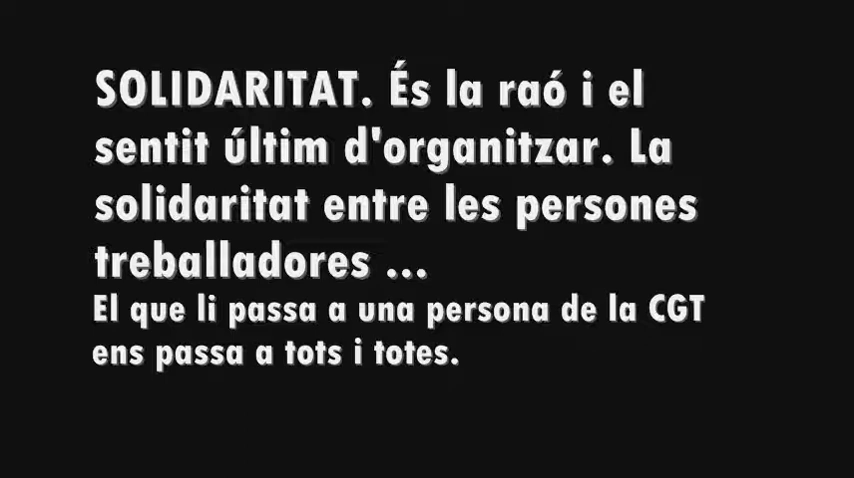 SOLIDARITAT. És la raó i el
sentit últim d'organitzar. La
solidaritat entre les persones
treballadores ...
El que li passa a una persona de la CGT
ens passa a tots i totes.